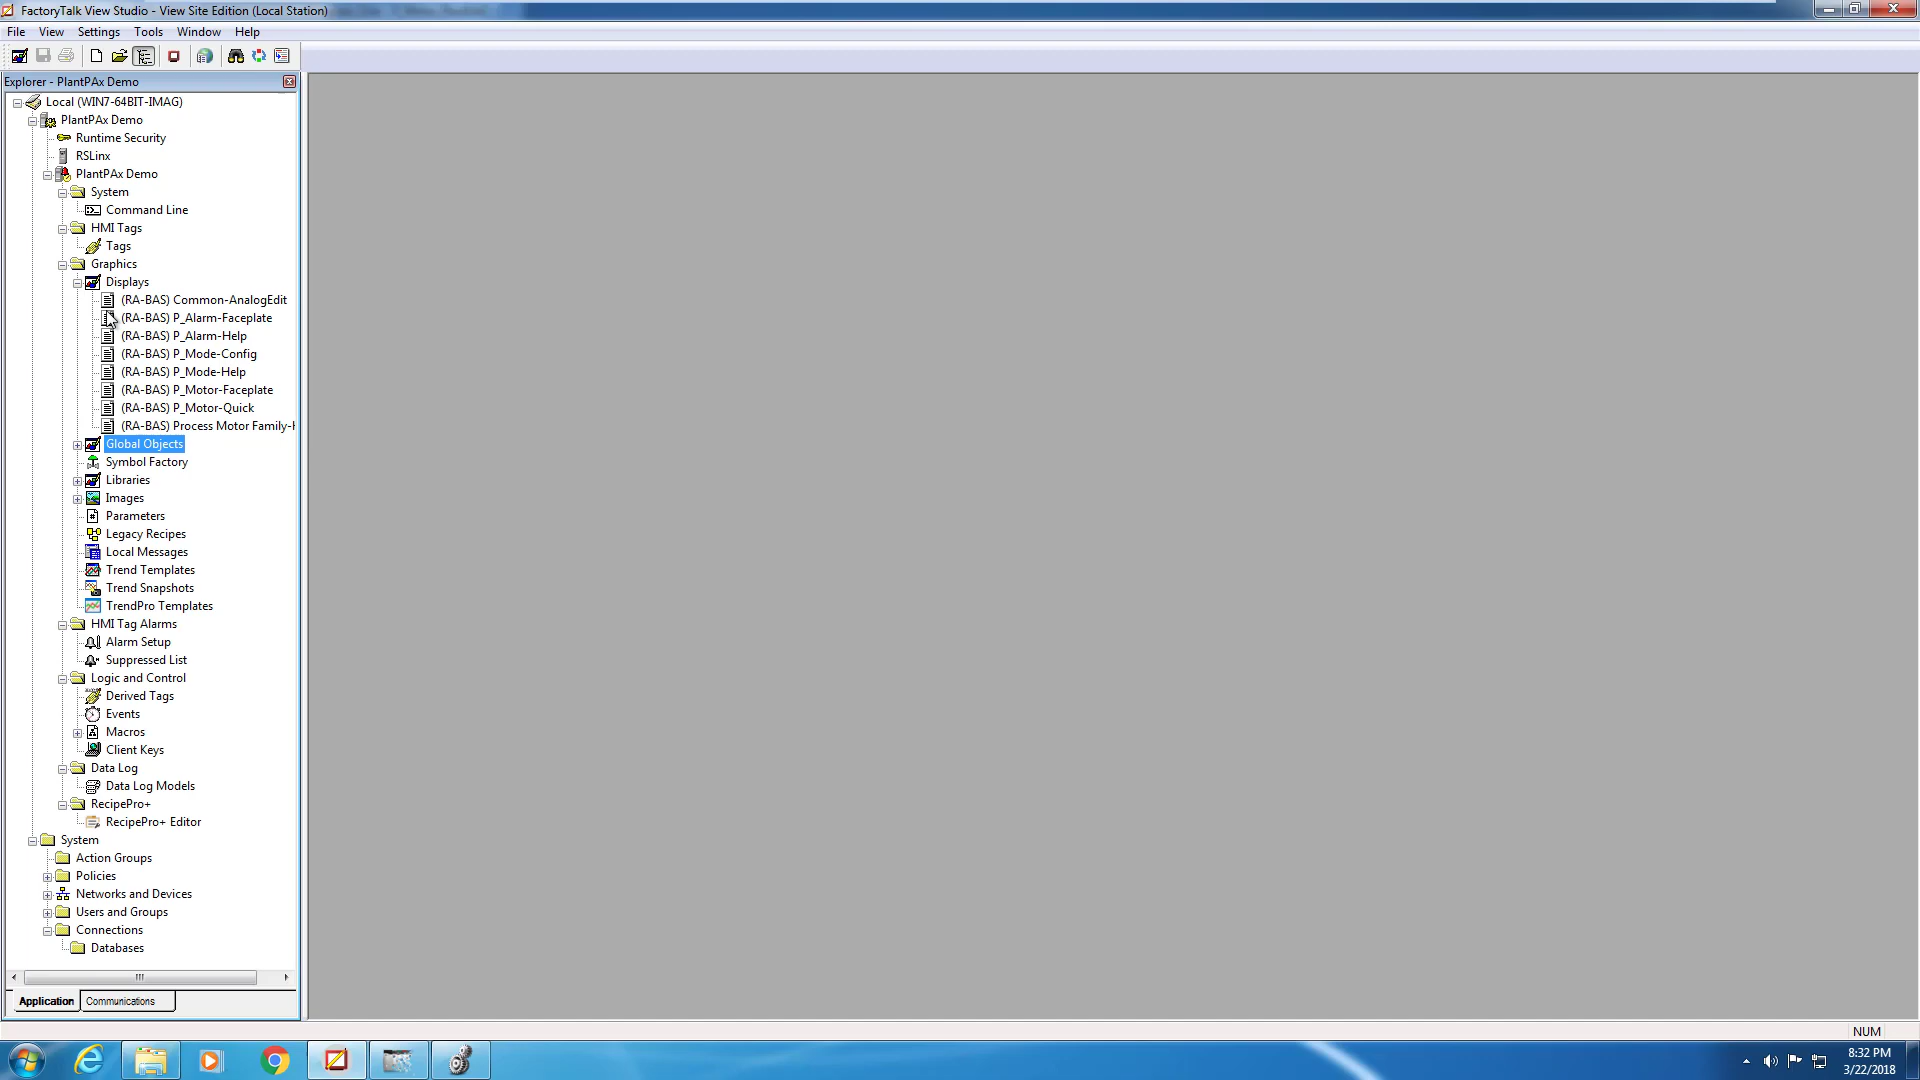 FactoryTalk View Studio - View Site Edition (Local Station)
File View Settings Tools Window Help
Explorer - PlantPAx Demo
Local (WIN7-64BIT-IMAG)
PlantPAx Demo
Runtime Security
RSLinx
PlantPAx Demo
System
Command Line
HMI Tags
Tags
Graphics
Displays
(RA-BAS) Common-AnalogEdit
(RA-BAS) P_Alarm-Faceplate
(RA-BAS) P_Alarm-Help
(RA-BAS) P_Mode-Config
(RA-BAS) P_Mode-Help
(RA-BAS) P_Motor-Faceplate
(RA-BAS) P_Motor-Quick
(RA-BAS) Process Motor Family-H
Global Objects
Symbol Factory
Libraries
Images
Parameters
Legacy Recipes
Local Messages
Trend Templates
Trend Snapshots
TrendPro Templates
HMI Tag Alarms
Alarm Setup
Suppressed List
Logic and Control
Derived Tags
Events
Macros
Client Keys
Data Log
Data Log Models
RecipePro+
RecipePro+ Editor
System
Action Groups
Policies
Networks and Devices
Users and Groups
Connections
Databases
Application Communications
NUM
8:32 PM
3/22/2018